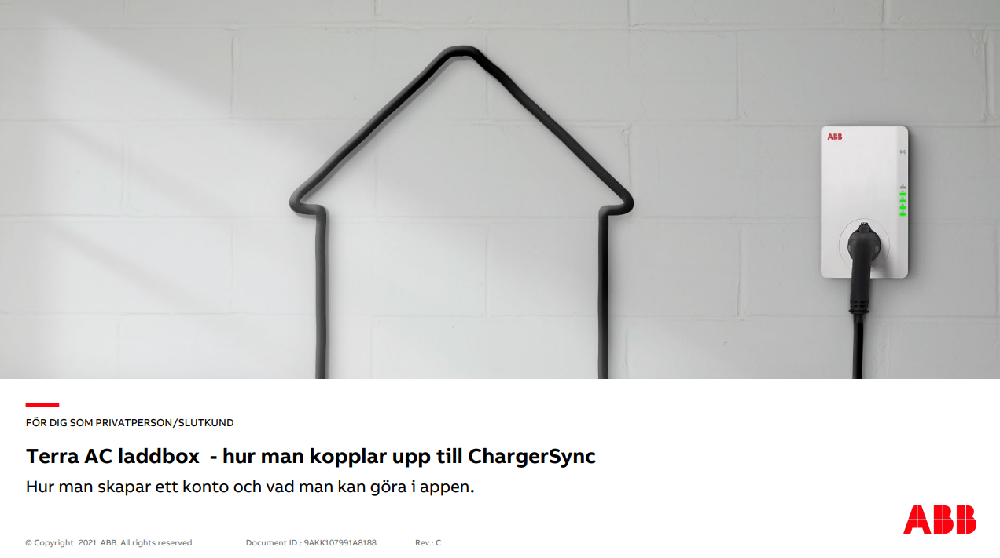 ABB
FÖR DIG SOM PRIVATPERSON/SLUTKUND
Terra AC laddbox - hur man kopplar upp till ChargerSync
Hur man skapar ett konto och vad man kan göra i appen.
ABB
© Copyright 2021 ABB. All rights reserved. Document ID.: 9AKK107991A8188 Rev.: C